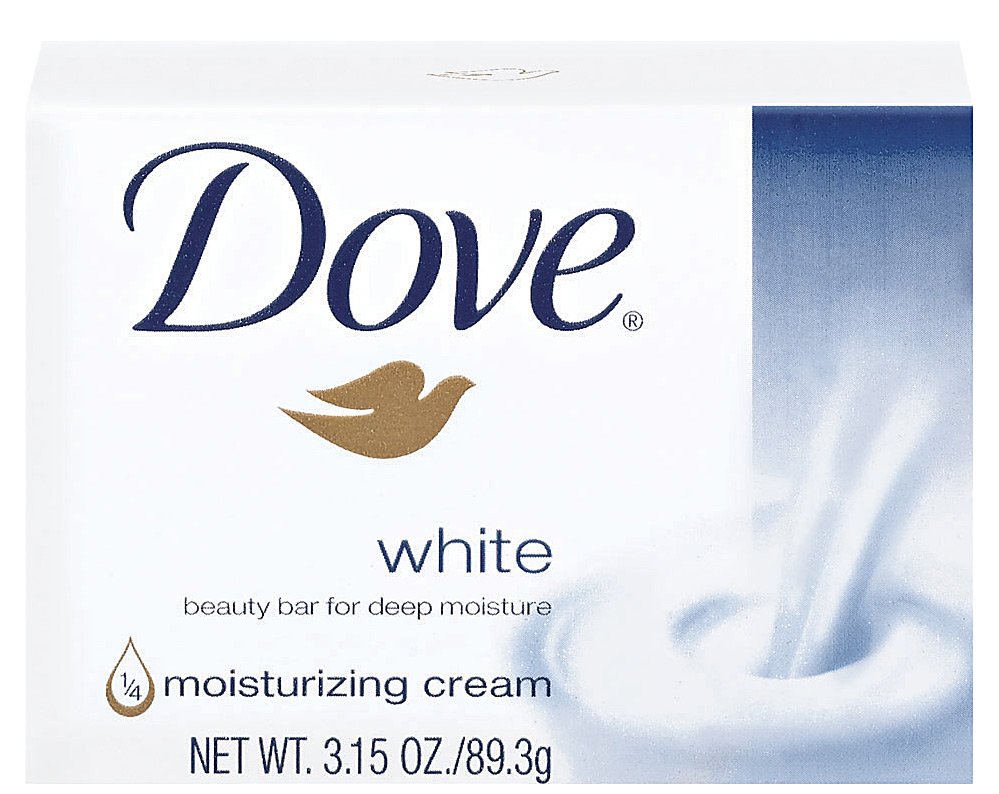 Dove®
white
beauty bar for deep moisture
1/4 moisturizing cream
NET WT. 3.15 OZ./89.3g